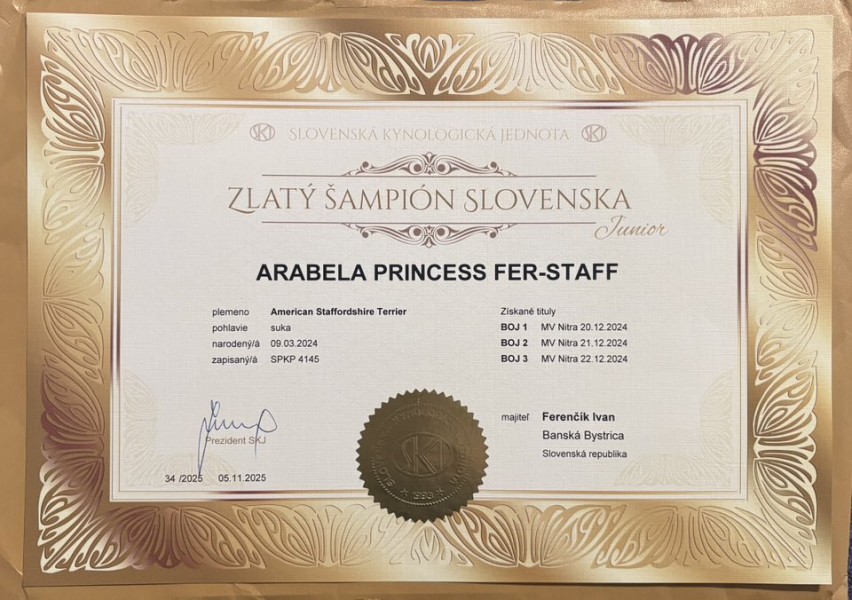 SKJ SLOVENSKÁ KYNOLOGICKÁ JEDNOTA SKJ
ZLATÝ ŠAMPIÓN SLOVENSKA
Junior
ARABELA PRINCESS FER-STAFF
plemeno American Staffordshire Terrier
pohlavie suka
narodený/á 09.03.2024
zapísaný/á SPKP 4145
Získané tituly
BOJ 1 MV Nitra 20.12.2024
BOJ 2 MV Nitra 21.12.2024
BOJ 3 MV Nitra 22.12.2024
majiteľ Ferenčík Ivan
Banská Bystrica
Slovenská republika
Prezident SKJ
34 /2025 05.11.2025
SKJ